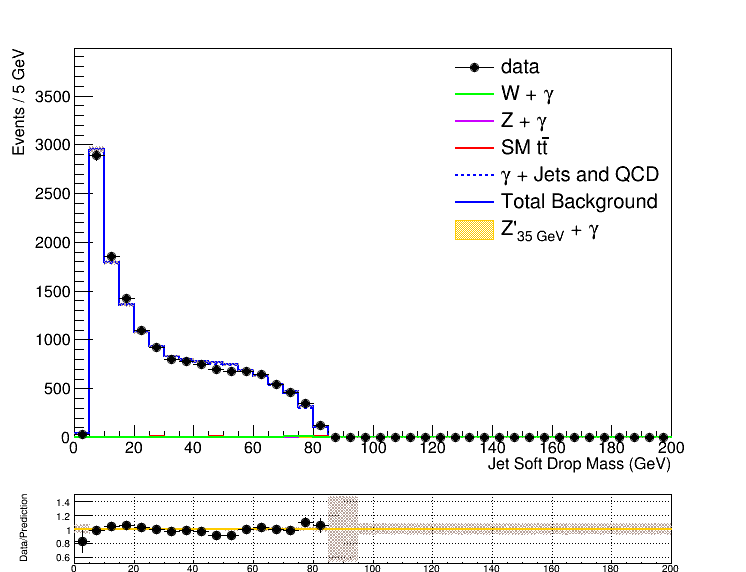 Events / 5 GeV
3500
3000
2500
2000
1500
1000
500
0
data
W + γ
Z + γ
SM tt̄
γ + Jets and QCD
Total Background
Z'35 GeV + γ
0 20 40 60 80 100 120 140 160 180 200
Jet Soft Drop Mass (GeV)
Data/Prediction
1.4
1.2
1
0.8
0.6
0 20 40 60 80 100 120 140 160 180 200